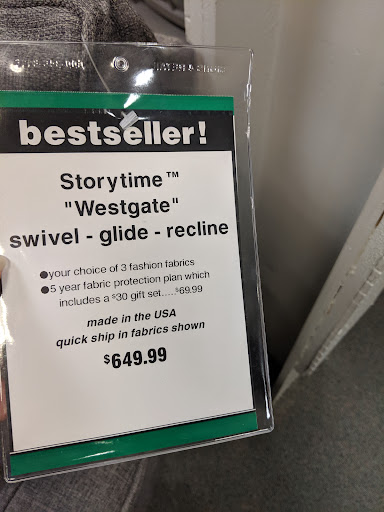 bestseller!
Storytime™
"Westgate"
swivel - glide - recline
●your choice of 3 fashion fabrics
●5 year fabric protection plan which
includes a $30 gift set.....$69.99
made in the USA
quick ship in fabrics shown
$649.99